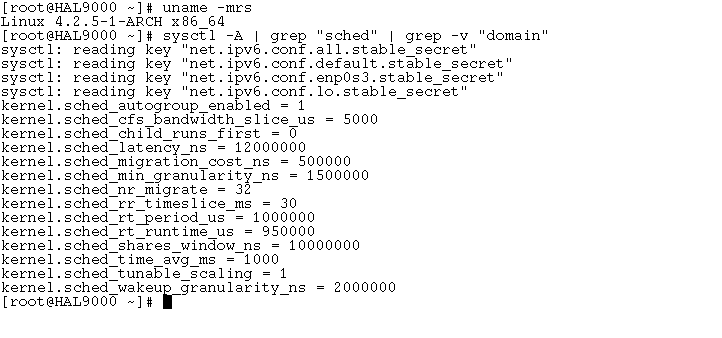 [root@HAL9000 ~]# uname -mrs
Linux 4.2.5-1-ARCH x86_64
[root@HAL9000 ~]# sysctl -A | grep "sched" | grep -v "domain"
sysctl: reading key "net.ipv6.conf.all.stable_secret"
sysctl: reading key "net.ipv6.conf.default.stable_secret"
sysctl: reading key "net.ipv6.conf.enp0s3.stable_secret"
sysctl: reading key "net.ipv6.conf.lo.stable_secret"
kernel.sched_autogroup_enabled = 1
kernel.sched_cfs_bandwidth_slice_us = 5000
kernel.sched_child_runs_first = 0
kernel.sched_latency_ns = 12000000
kernel.sched_migration_cost_ns = 500000
kernel.sched_min_granularity_ns = 1500000
kernel.sched_nr_migrate = 32
kernel.sched_rr_timeslice_ms = 30
kernel.sched_rt_period_us = 1000000
kernel.sched_rt_runtime_us = 950000
kernel.sched_shares_window_ns = 10000000
kernel.sched_time_avg_ms = 1000
kernel.sched_tunable_scaling = 1
kernel.sched_wakeup_granularity_ns = 2000000
[root@HAL9000 ~]#